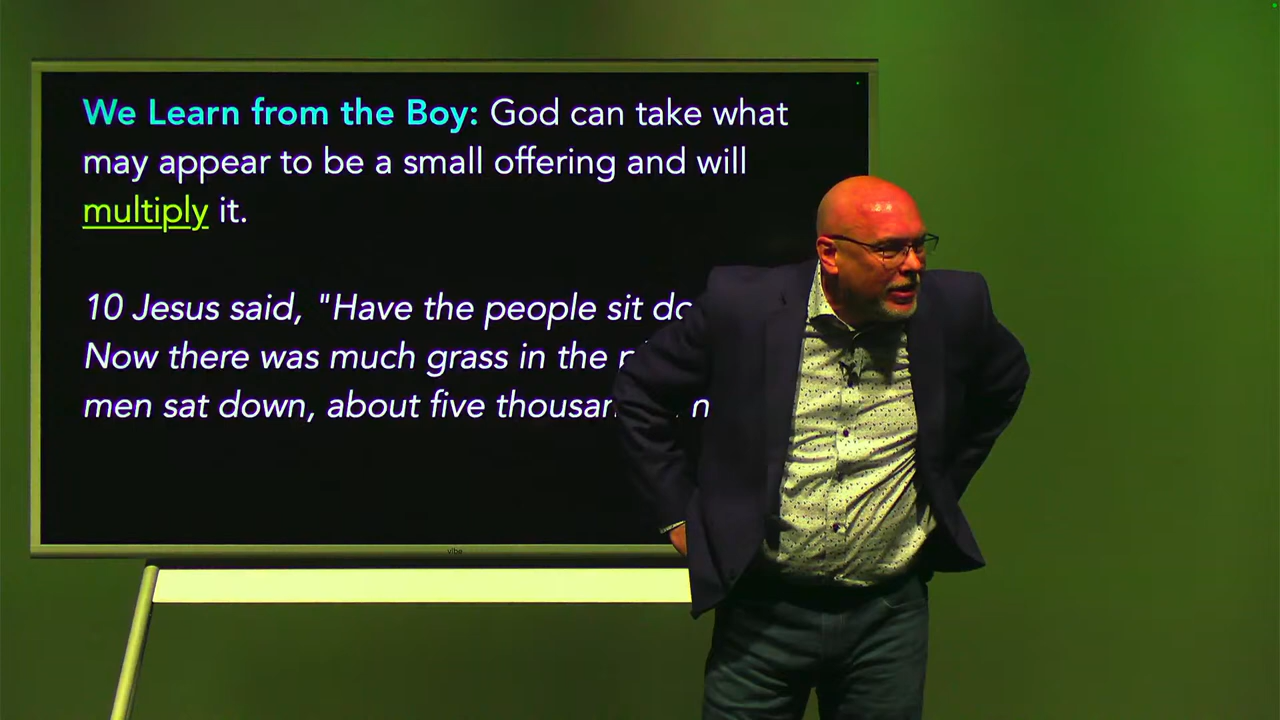 We Learn from the Boy: God can take what
may appear to be a small offering and will
multiply it.
10 Jesus said, "Have the people sit
Now there was much grass in the
men sat down, about five
vibe